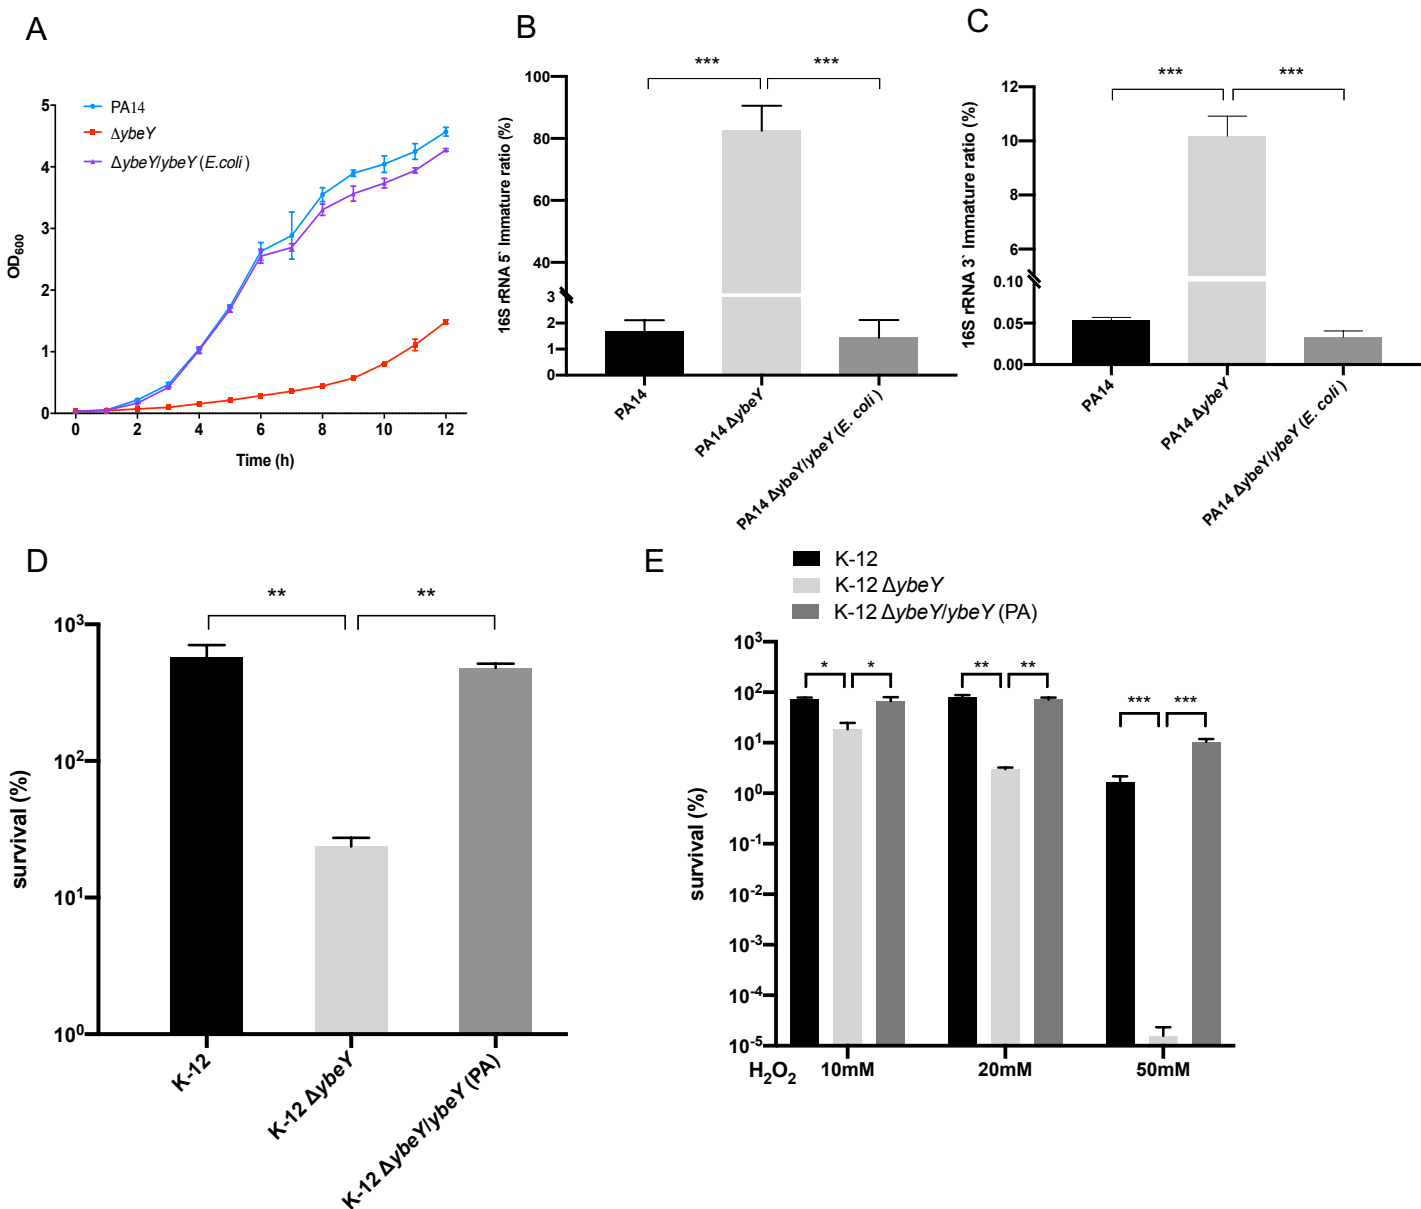 A
PA14
ΔybeY
ΔybeY/ybeY (E.coli)
5
4
3
2
1
0
OD600
0 2 4 6 8 10 12
Time (h)
B
*** ***
100
80
60
40
3
2
1
0
16S rRNA 5` Immature ratio (%)
PA14
PA14 ΔybeY
PA14 ΔybeY/ybeY (E. coli)
C
*** ***
12
10
8
6
0.10
0.05
0.00
16S rRNA 3` Immature ratio (%)
PA14
PA14 ΔybeY
PA14 ΔybeY/ybeY (E. coli)
D
** **
10³
10²
10¹
10⁰
survival (%)
K-12
K-12 ΔybeY
K-12 ΔybeY/ybeY (PA)
E
K-12
K-12 ΔybeY
K-12 ΔybeY/ybeY (PA)
* * ** ** *** ***
10³
10²
10¹
10⁰
10⁻¹
10⁻²
10⁻³
10⁻⁴
10⁻⁵
survival (%)
H₂O₂ 10mM 20mM 50mM